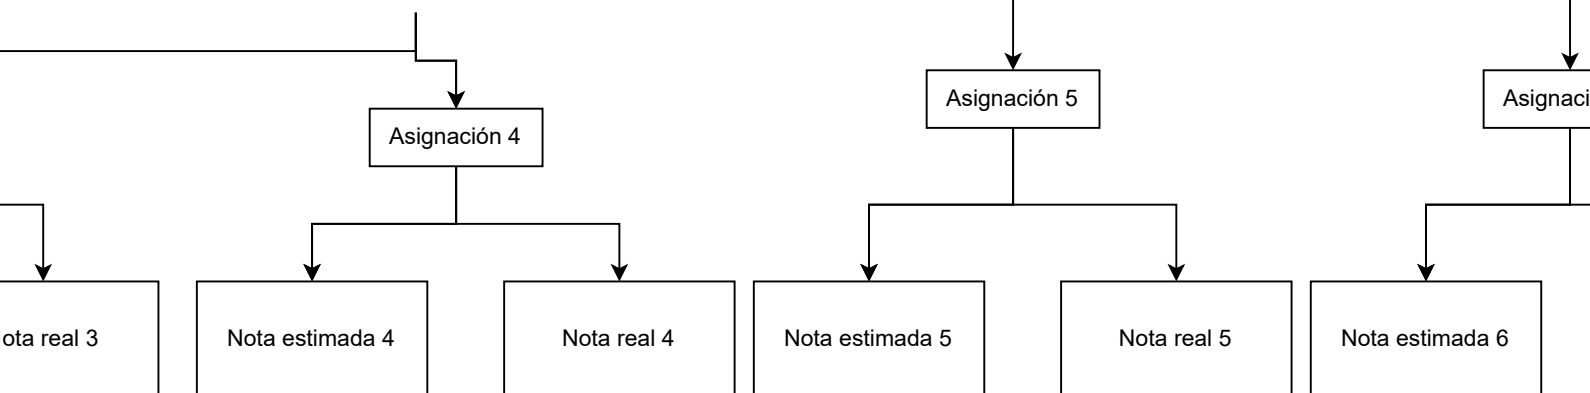 Asignación 5
Asignación 4
real 3
Nota estimada 4
Nota real 4
Nota estimada 5
Nota real 5
Nota estimada 6